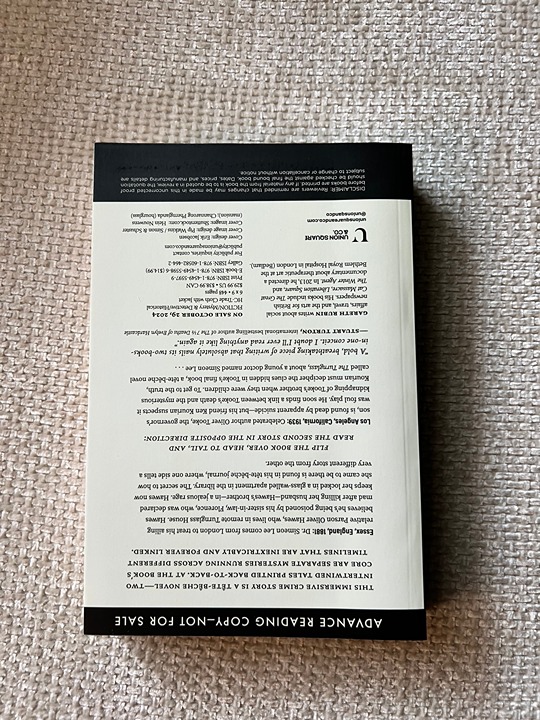 ADVANCE READING COPY—NOT FOR SALE
THIS IMMERSIVE CRIME STORY IS A TÊTE-BÊCHE NOVEL—TWO
INTERTWINED TALES PRINTED BACK-TO-BACK. AT THE BOOK'S
CORE ARE SEPARATE MYSTERIES RUNNING ACROSS DIFFERENT
TIMELINES THAT ARE INEXTRICABLY AND FOREVER LINKED.
Essex, England, 1881: Dr. Simeon Lee comes from London to treat his ailing
relative Parson Oliver Hawes, who lives in remote Turnglass House. Hawes
believes he's being poisoned by his sister-in-law, Florence, who was declared
mad after killing her husband—Hawes's brother—in a jealous rage. Hawes now
keeps her locked in a glass-walled apartment in the library. The secret to how
she came to be there is found in his tête-bêche journal, where one side tells a
very different story from the other.
FLIP THE BOOK OVER, HEAD TO TAIL, AND
READ THE SECOND STORY IN THE OPPOSITE DIRECTION:
Los Angeles, California, 1939: Celebrated author Oliver Tooke, the governor's
son, is found dead by apparent suicide—but his friend Ken Kourian suspects it
was foul play. He soon finds a link between Tooke's death and the mysterious
kidnapping of Tooke's brother when they were children. To get to the truth,
Kourian must decipher the clues hidden in Tooke's final book, a tête-bêche novel
called The Turnglass, about a young doctor named Simeon Lee . . .
"A bold, breathtaking piece of writing that absolutely nails its two-books-
in-one conceit. I doubt I'll ever read anything like it again."
—STUART TURTON, international bestselling author of The 7 ½ Deaths of Evelyn Hardcastle
GARETH RUBIN writes about social
affairs, travel, and the arts for British
newspapers. His books include The Great
Cat Massacre, Liberation Square, and
The Winter Agent. In 2013, he directed a
documentary about therapeutic art at the
Bethlem Royal Hospital in London (Bedlam).
UNION SQUARE
& CO.
unionsquareandco.com
@unionsqandco
ON SALE OCTOBER 29, 2024
FICTION/Mystery & Detective/Historical
HC-Trade Cloth with Jacket
6 x 9 • 448 pages
$29.99 US • $38.99 CAN
Print ISBN: 978-1-4549-5597-9
E-book ISBN: 978-1-4549-5598-6 ($14.99)
Galley ISBN: 978-1-60582-464-2
For publicity inquiries, contact
publicity@unionsqandco.com
Cover design: Erik Jacobsen
Cover image design: Pip Watkins / Simon & Schuster
Cover images: Shutterstock.com:
DISCLAIMER: Reviewers are reminded that changes may be made in this uncorrected proof
before books are printed. If any material from the book is to be quoted in a review, the quotation
should be checked against the final bound book. Dates, prices, and manufacturing details are
subject to change or cancellation without notice.